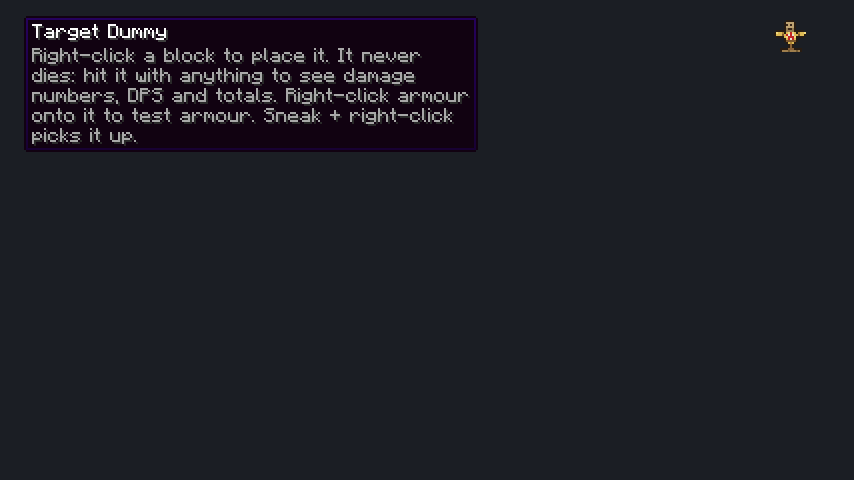 Target Dummy
Right-click a block to place it. It never
dies: hit it with anything to see damage
numbers, DPS and totals. Right-click armour
onto it to test armour. Sneak + right-click
picks it up.